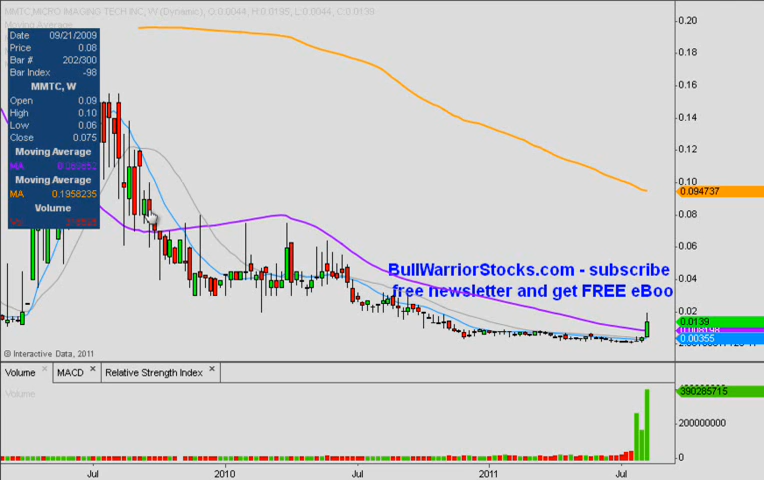 MMTC,MICRO IMAGING TECH INC,W (Dynamic), O:0.0044, H:0.0195, L:0.0044, C:0.0139
Moving Average
Date 09/21/2009
Price 0.08
Bar # 202/300
Bar Index -98
MMTC, W
Open 0.09
High 0.10
Low 0.06
Close 0.075
Moving Average
MA
Moving Average
MA 0.1958235
Volume
0.20
0.18
0.16
0.14
0.12
0.10
0.094737
0.08
0.06
0.04
0.02
0.0139
0.00355
BullWarriorStocks.com - subscribe
free newsletter and get FREE eBoo
© Interactive Data, 2011
Volume x MACD x Relative Strength Index x
Volume
390285715
200000000
0
Jul 2010 Jul 2011 Jul